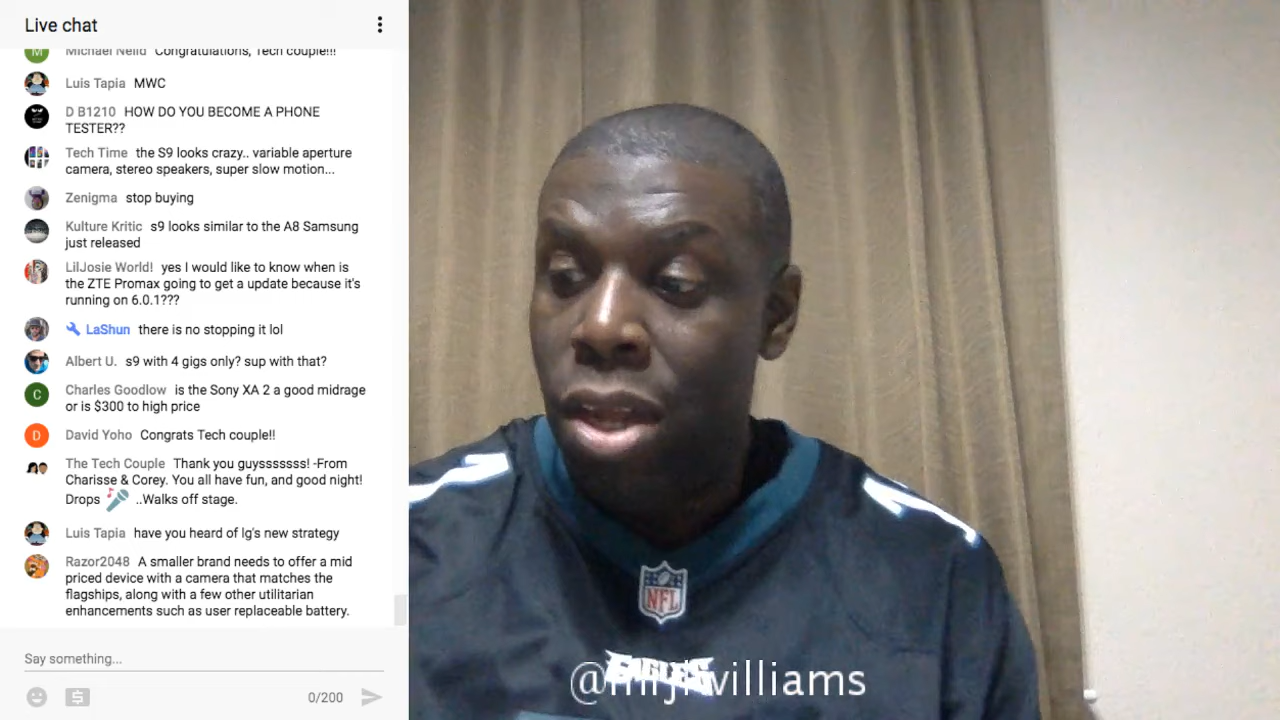 Live chat
Michael Neild Congratulations, Tech couple!!!
Luis Tapia MWC
D B1210 HOW DO YOU BECOME A PHONE
TESTER??
Tech Time the S9 looks crazy.. variable aperture
camera, stereo speakers, super slow motion...
Zenigma stop buying
Kulture Kritic s9 looks similar to the A8 Samsung
just released
LilJosie World! yes I would like to know when is
the ZTE Promax going to get a update because it's
running on 6.0.1???
LaShun there is no stopping it lol
Albert U. s9 with 4 gigs only? sup with that?
C
Charles Goodlow is the Sony XA 2 a good midrage
or is $300 to high price
D
David Yoho Congrats Tech couple!!
The Tech Couple Thank you guysssssss! -From
Charisse & Corey. You all have fun, and good night!
Drops ..Walks off stage.
Luis Tapia have you heard of lg's new strategy
Razor2048 A smaller brand needs to offer a mid
priced device with a camera that matches the
flagships, along with a few other utilitarian
enhancements such as user replaceable battery.
Say something...
0/200
NFL
EAGLES